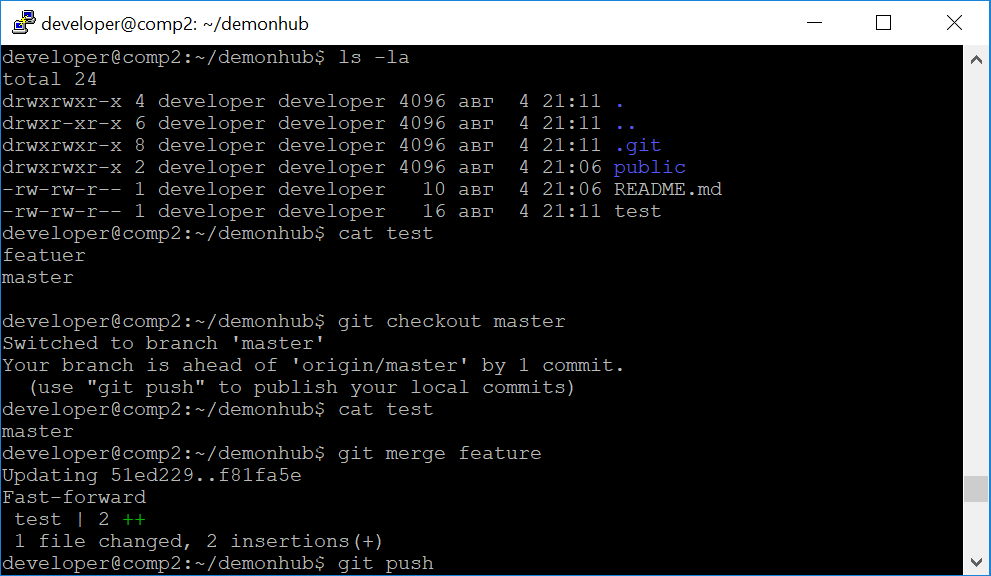 developer@comp2: ~/demonhub
developer@comp2:~/demonhub$ ls -la
total 24
drwxrwxr-x 4 developer developer 4096 авг  4 21:11 .
drwxr-xr-x 6 developer developer 4096 авг  4 21:11 ..
drwxrwxr-x 8 developer developer 4096 авг  4 21:11 .git
drwxrwxr-x 2 developer developer 4096 авг  4 21:06 public
-rw-rw-r-- 1 developer developer   10 авг  4 21:06 README.md
-rw-rw-r-- 1 developer developer   16 авг  4 21:11 test
developer@comp2:~/demonhub$ cat test
featuer
master
developer@comp2:~/demonhub$ git checkout master
Switched to branch 'master'
Your branch is ahead of 'origin/master' by 1 commit.
  (use "git push" to publish your local commits)
developer@comp2:~/demonhub$ cat test
master
developer@comp2:~/demonhub$ git merge feature
Updating 51ed229..f81fa5e
Fast-forward
 test | 2 ++
 1 file changed, 2 insertions(+)
developer@comp2:~/demonhub$ git push